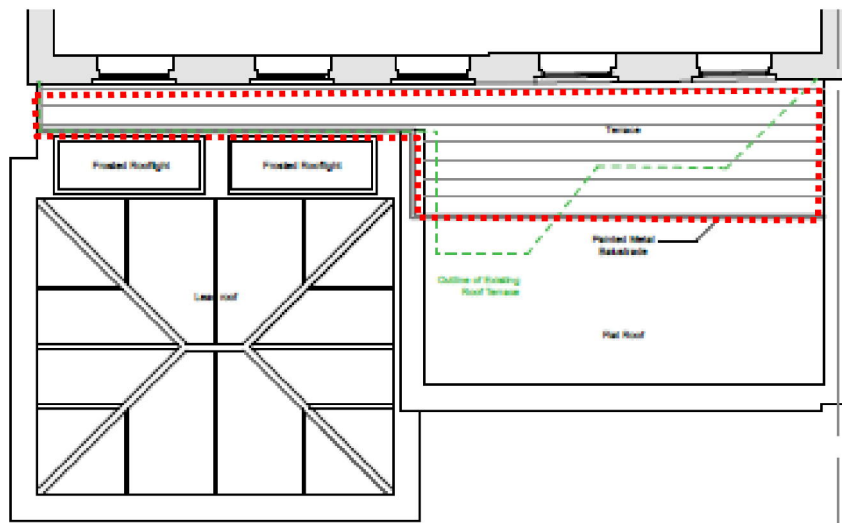 Terrace
Frosted Rooflight
Frosted Rooflight
Painted Metal
Balustrade
Outline of Existing
Roof Terrace
Lead roof
Flat Roof